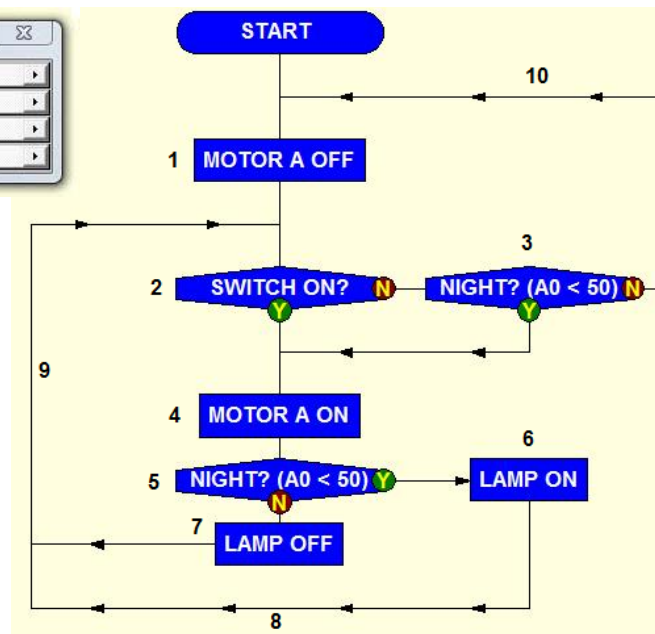 START
10
1 MOTOR A OFF
3
2 SWITCH ON? N NIGHT? (A0 < 50) N
Y Y
9
4 MOTOR A ON
6
5 NIGHT? (A0 < 50) Y LAMP ON
N
7 LAMP OFF
8